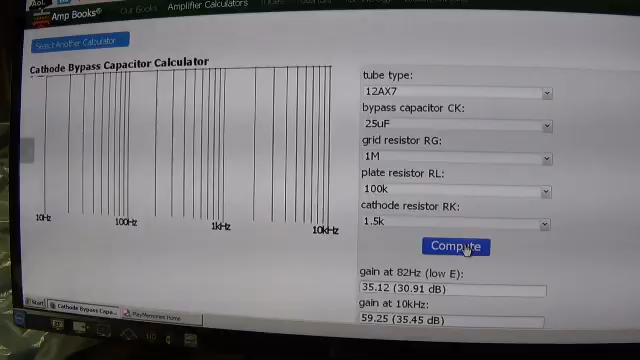 AOL
Amp Books®
Our Books
Amplifier Calculators
Select Another Calculator
Cathode Bypass Capacitor Calculator
10Hz
100Hz
1kHz
10kHz
tube type:
12AX7
bypass capacitor CK:
25uF
grid resistor RG:
1M
plate resistor RL:
100k
cathode resistor RK:
1.5k
Compute
gain at 82Hz (low E):
35.12 (30.91 dB)
gain at 10kHz:
59.25 (35.45 dB)
Start
Cathode Bypass Capa...
PlayMemories Home